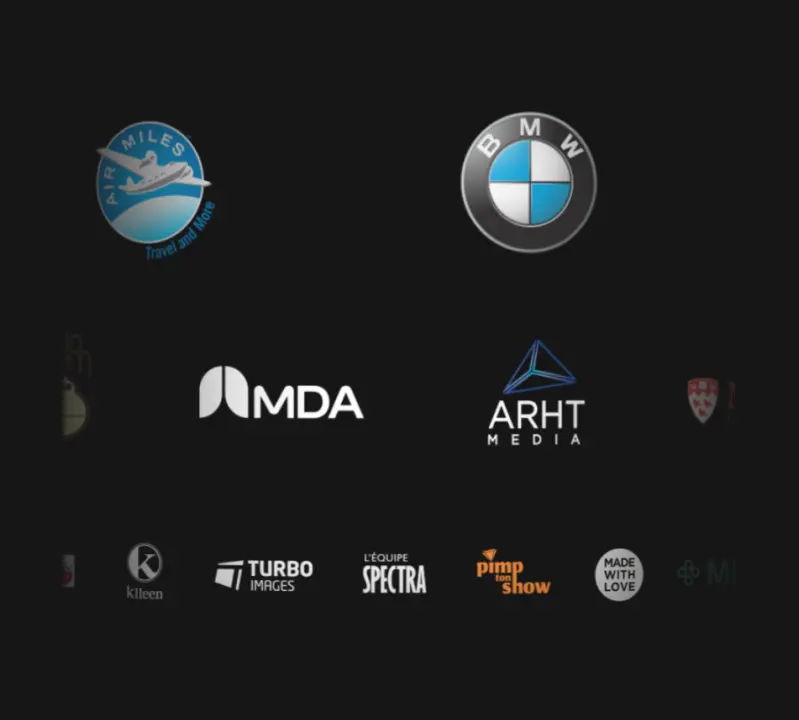 AIR MILES
Travel and More
BMW
MDA
ARHT
MEDIA
kileen
TURBO
IMAGES
L'ÉQUIPE
SPECTRA
pimp
ton
show
MADE
WITH
LOVE